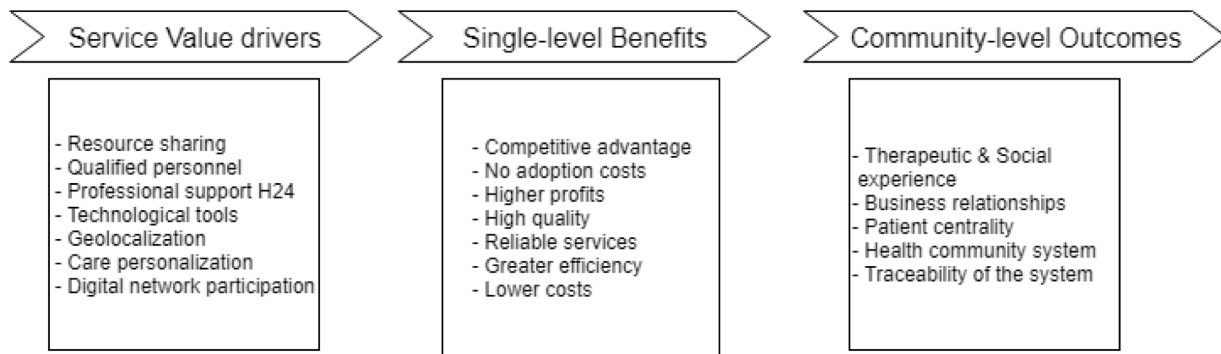 Service Value drivers
Single-level Benefits
Community-level Outcomes
- Resource sharing
- Qualified personnel
- Professional support H24
- Technological tools
- Geolocalization
- Care personalization
- Digital network participation
- Competitive advantage
- No adoption costs
- Higher profits
- High quality
- Reliable services
- Greater efficiency
- Lower costs
- Therapeutic & Social
experience
- Business relationships
- Patient centrality
- Health community system
- Traceability of the system